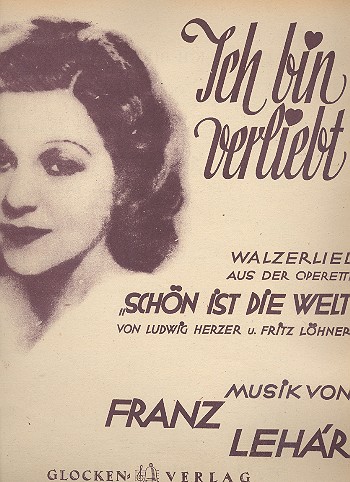 Ich bin
verliebt
WALZERLIED
AUS DER OPERETTE
„SCHÖN IST DIE WELT
VON LUDWIG HERZER u. FRITZ LÖHNER
MUSIK VON
FRANZ
LEHÁR
GLOCKEN-VERLAG